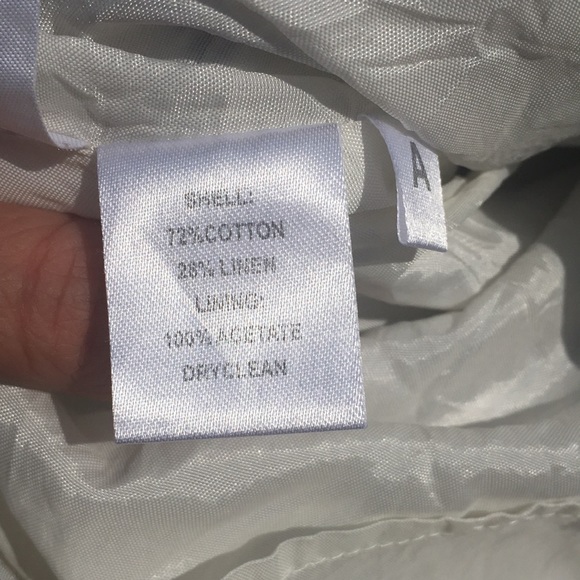 SHELL:
72%COTTON
28% LINEN
LINING:
100% ACETATE
DRYCLEAN
A